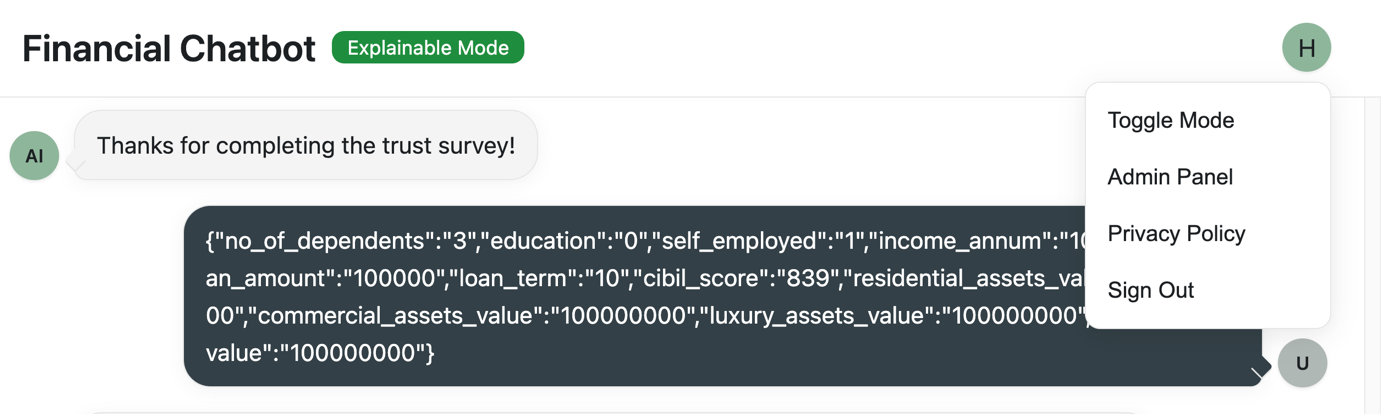 Financial Chatbot Explainable Mode
H
Toggle Mode
Admin Panel
Privacy Policy
Sign Out
AI
Thanks for completing the trust survey!
{"no_of_dependents":"3","education":"0","self_employed":"1","income_annum":"10
an_amount":"100000","loan_term":"10","cibil_score":"839","residential_assets_val
00","commercial_assets_value":"100000000","luxury_assets_value":"100000000",
value":"100000000"}
U